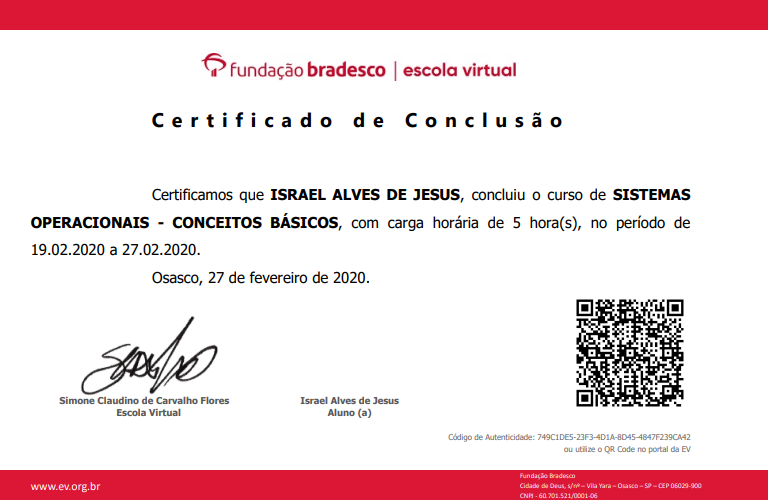 fundação bradesco | escola virtual
Certificado de Conclusão
Certificamos que ISRAEL ALVES DE JESUS, concluiu o curso de SISTEMAS
OPERACIONAIS - CONCEITOS BÁSICOS, com carga horária de 5 hora(s), no período de
19.02.2020 a 27.02.2020.
Osasco, 27 de fevereiro de 2020.
Simone Claudino de Carvalho Flores
Escola Virtual
Israel Alves de Jesus
Aluno (a)
Código de Autenticidade: 749C1DE5-23F3-4D1A-8D45-4847F239CA42
ou utilize o QR Code no portal da EV
www.ev.org.br
Fundação Bradesco
Cidade de Deus, s/nº – Vila Yara – Osasco – SP – CEP 06029-900
CNPJ - 60.701.521/0001-06